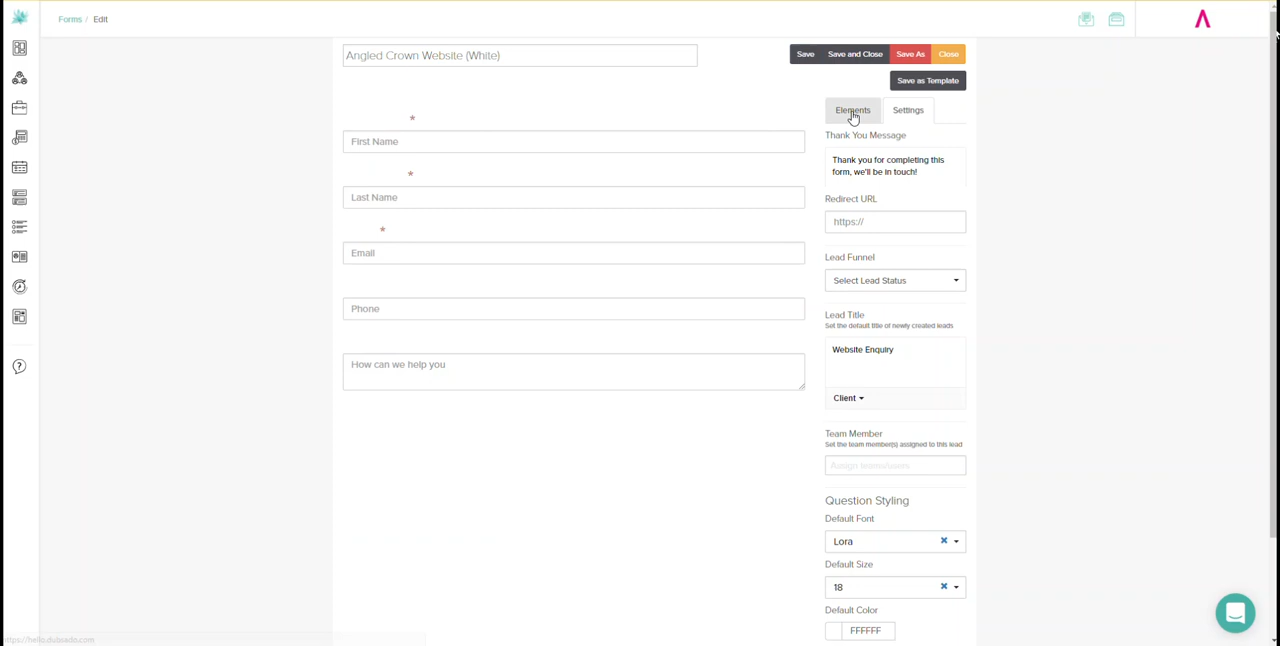 Forms / Edit
Angled Crown Website (White)
Save
Save and Close
Save As
Close
Save as Template
Elements
Settings
*
First Name
*
Last Name
*
Email
Phone
How can we help you
Thank You Message
Thank you for completing this
form, we'll be in touch!
Redirect URL
https://
Lead Funnel
Select Lead Status
Lead Title
Set the default title of newly created leads
Website Enquiry
Client
Team Member
Set the team member(s) assigned to this lead
Assign teams/users
Question Styling
Default Font
Lora
Default Size
18
Default Color
FFFFFF
https://hello.dubsado.com